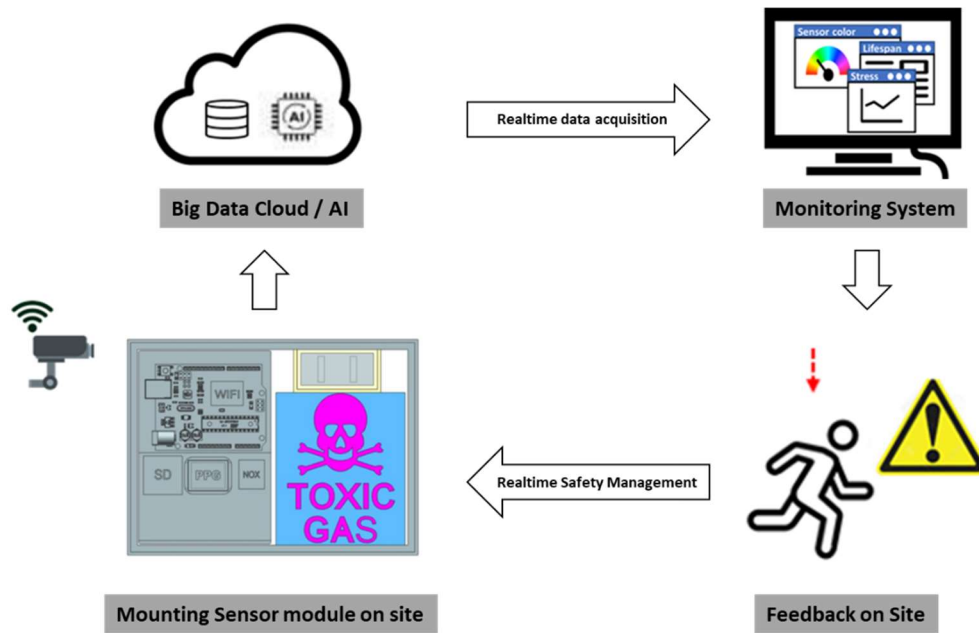 Sensor color
Lifespan
Stress
AI
Realtime data acquisition
Big Data Cloud / AI
Monitoring System
WiFi
SD
PPG
NOX
TOXIC
GAS
Realtime Safety Management
Mounting Sensor module on site
Feedback on Site